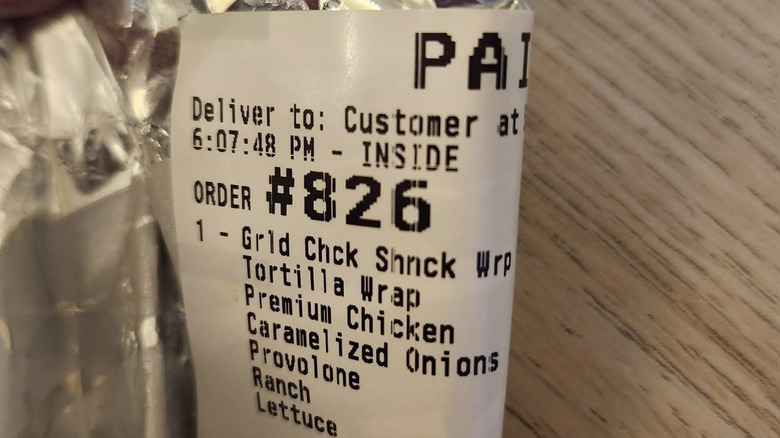 PAI
Deliver to: Customer at
6:07:48 PM - INSIDE
ORDER #826
1 - Grld Chck Shnck Wrp
Tortilla Wrap
Premium Chicken
Caramelized Onions
Provolone
Ranch
Lettuce